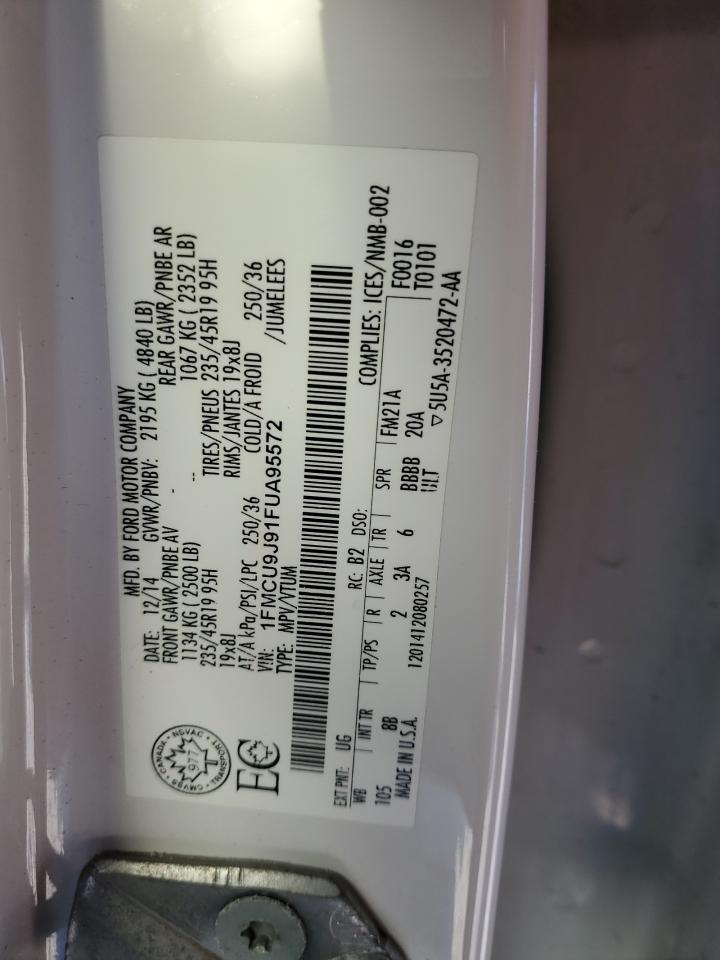 MFD. BY FORD MOTOR COMPANY
DATE: 12/14 GVWR/PNBV: 2195 KG ( 4840 LB)
FRONT GAWR/PNBE AV REAR GAWR/PNBE AR
1134 KG (2500 LB) - 1067 KG ( 2352 LB)
235/45R19 95H -- TIRES/PNEUS 235/45R19 95H
19x8J RIMS/JANTES 19x8J
AT/A kPa/PSI/LPC 250/36 COLD/A FROID 250/36
VIN: 1FMCU9J91FUA95572 /JUMELEES
TYPE: MPV/VTUM
CANADA
NSVAC
977
CMVSS
TRANSPORT
EC
EXT PNT: UG RC: B2 DSO: COMPLIES: ICES/NMB-002
WB INT TR TP/PS R AXLE TR SPR FM21A F0016
105 8B 2 3A 6 BBBB 20A T0101
ULT
MADE IN U.S.A. 1201412080257 ▽5U5A-3520472-AA